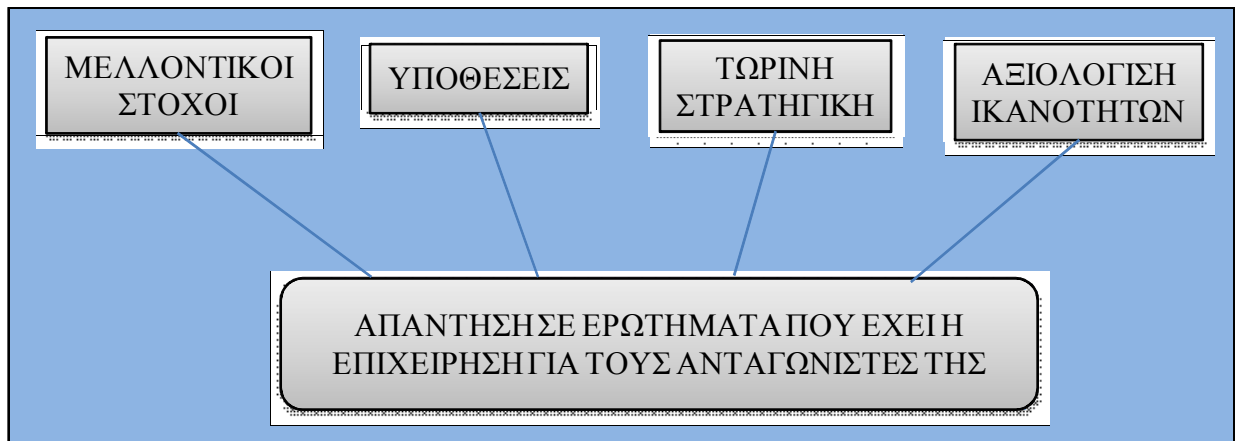 ΜΕΛΛΟΝΤΙΚΟΙ
ΣΤΟΧΟΙ
ΥΠΟΘΕΣΕΙΣ
ΤΩΡΙΝΗ
ΣΤΡΑΤΗΓΙΚΗ
ΑΞΙΟΛΟΓΙΣΗ
ΙΚΑΝΟΤΗΤΩΝ
ΑΠΑΝΤΗΣΗ ΣΕ ΕΡΩΤΗΜΑΤΑ ΠΟΥ ΕΧΕΙ Η
ΕΠΙΧΕΙΡΗΣΗ ΓΙΑ ΤΟΥΣ ΑΝΤΑΓΩΝΙΣΤΕΣ ΤΗΣ